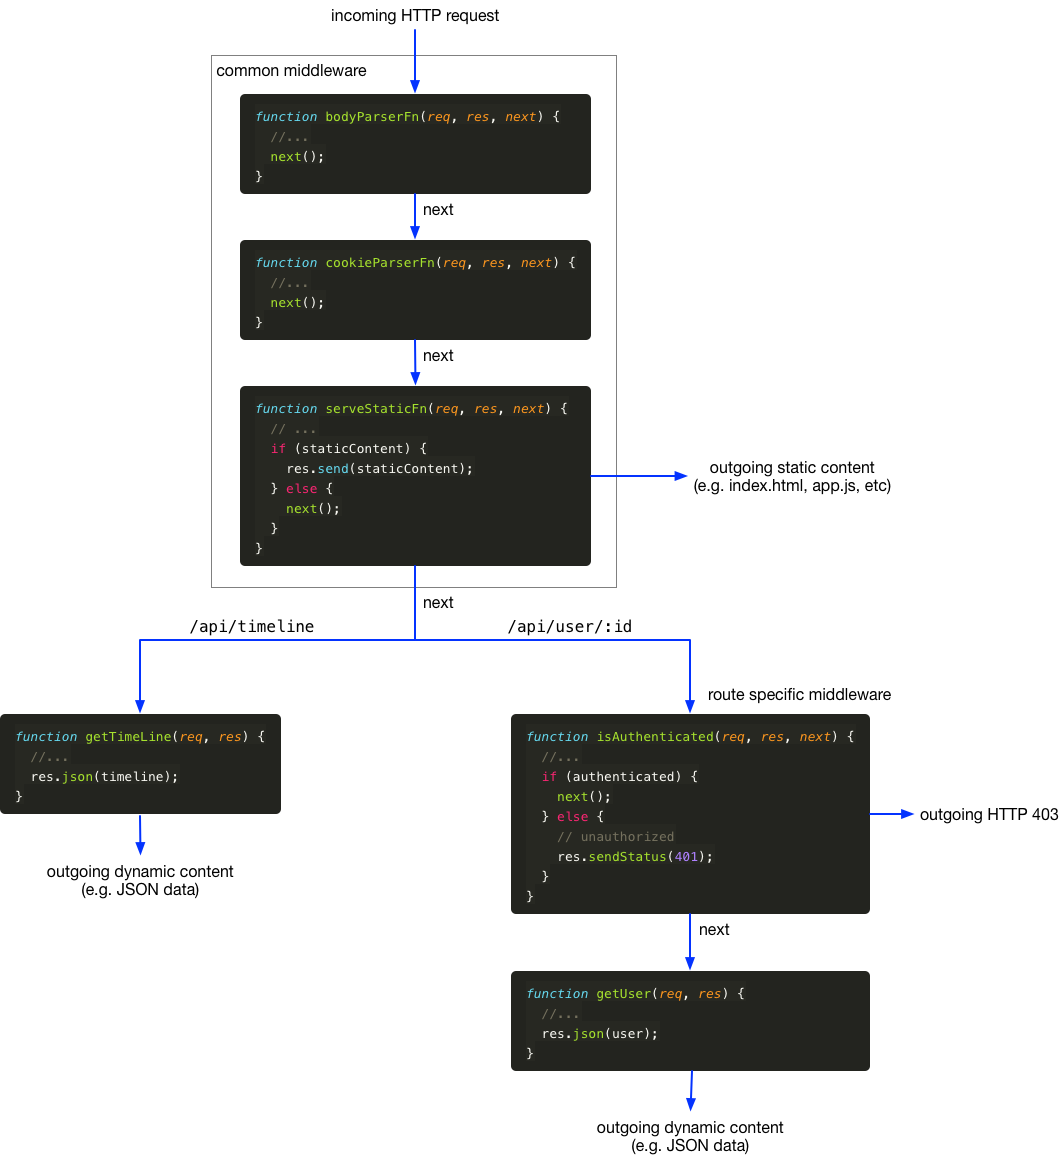 incoming HTTP request
common middleware
function bodyParserFn(req, res, next) {
  //...
  next();
}
next
function cookieParserFn(req, res, next) {
  //...
  next();
}
next
function serveStaticFn(req, res, next) {
  // ...
  if (staticContent) {
    res.send(staticContent);
  } else {
    next();
  }
}
outgoing static content
(e.g. index.html, app.js, etc)
next
/api/timeline
/api/user/:id
function getTimeLine(req, res) {
  //...
  res.json(timeline);
}
outgoing dynamic content
(e.g. JSON data)
route specific middleware
function isAuthenticated(req, res, next) {
  //...
  if (authenticated) {
    next();
  } else {
    // unauthorized
    res.sendStatus(401);
  }
}
outgoing HTTP 403
next
function getUser(req, res) {
  //...
  res.json(user);
}
outgoing dynamic content
(e.g. JSON data)